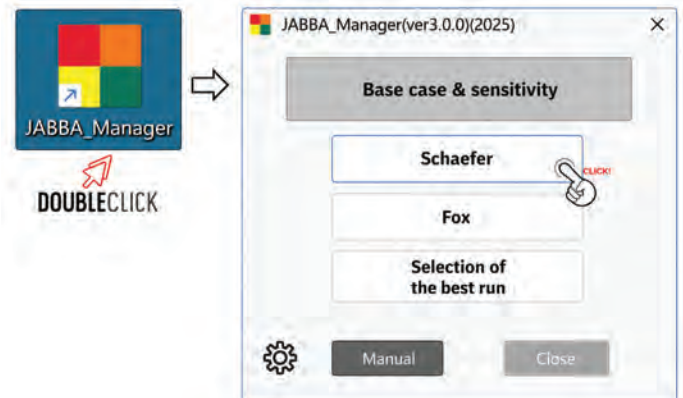 JABBA_Manager
DOUBLECLICK
JABBA_Manager(ver3.0.0)(2025)
Base case & sensitivity
Schaefer
CLICK!
Fox
Selection of
the best run
Manual
Close